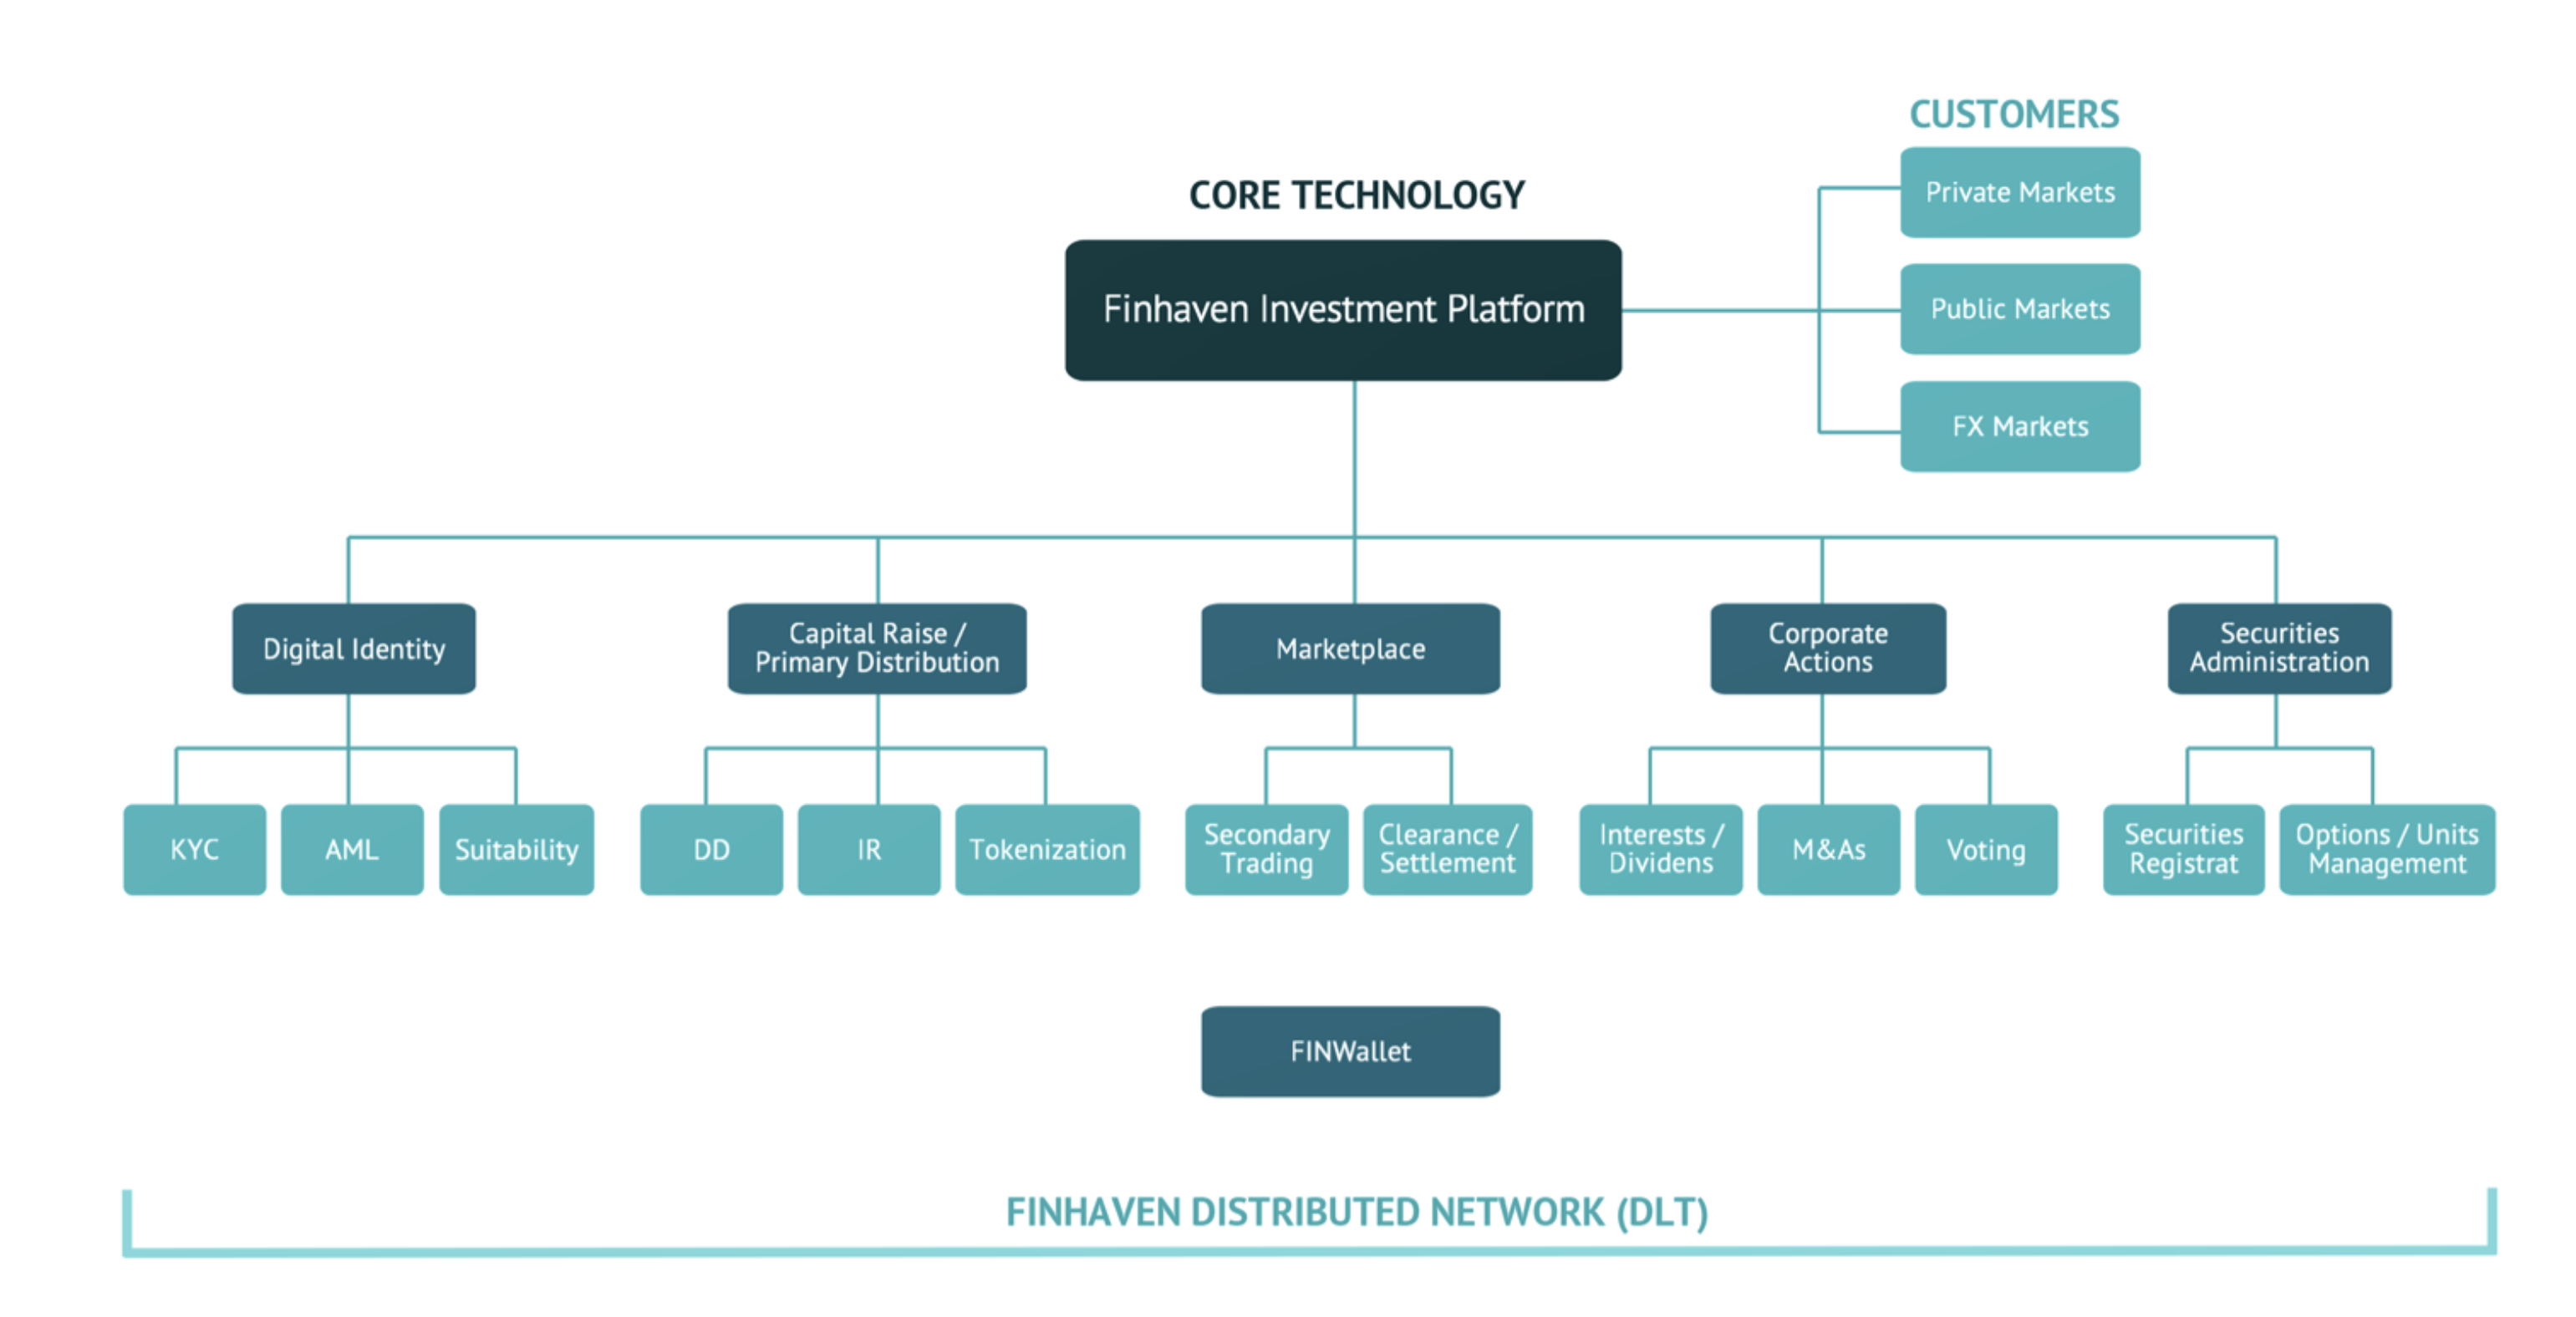 CUSTOMERS
Private Markets
CORE TECHNOLOGY
Finhaven Investment Platform
Public Markets
FX Markets
Digital Identity
Capital Raise /
Primary Distribution
Marketplace
Corporate
Actions
Securities
Administration
KYC
AML
Suitability
DD
IR
Tokenization
Secondary
Trading
Clearance /
Settlement
Interests /
Dividens
M&As
Voting
Securities
Registrat
Options / Units
Management
FINWallet
FINHAVEN DISTRIBUTED NETWORK (DLT)